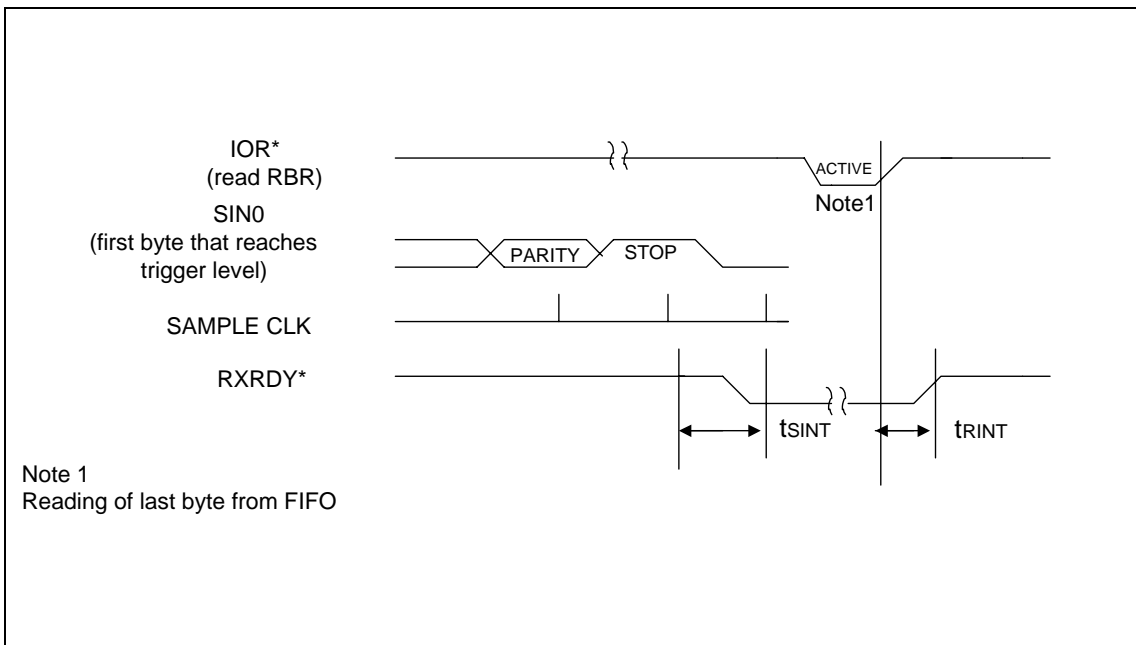 IOR*
(read RBR)
ACTIVE
Note1
SIN0
(first byte that reaches
trigger level)
PARITY
STOP
SAMPLE CLK
RXRDY*
tSINT
tRINT
Note 1
Reading of last byte from FIFO